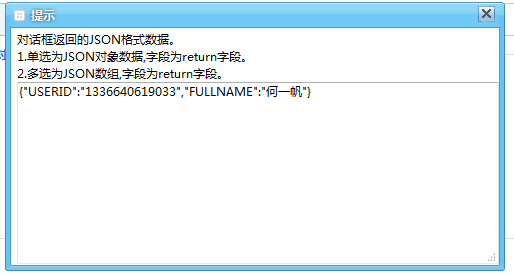 提示
对话框返回的JSON格式数据。
1.单选为JSON对象数据,字段为return字段。
2.多选为JSON数组,字段为return字段。
{"USERID":"1336640619033","FULLNAME":"何一帆"}